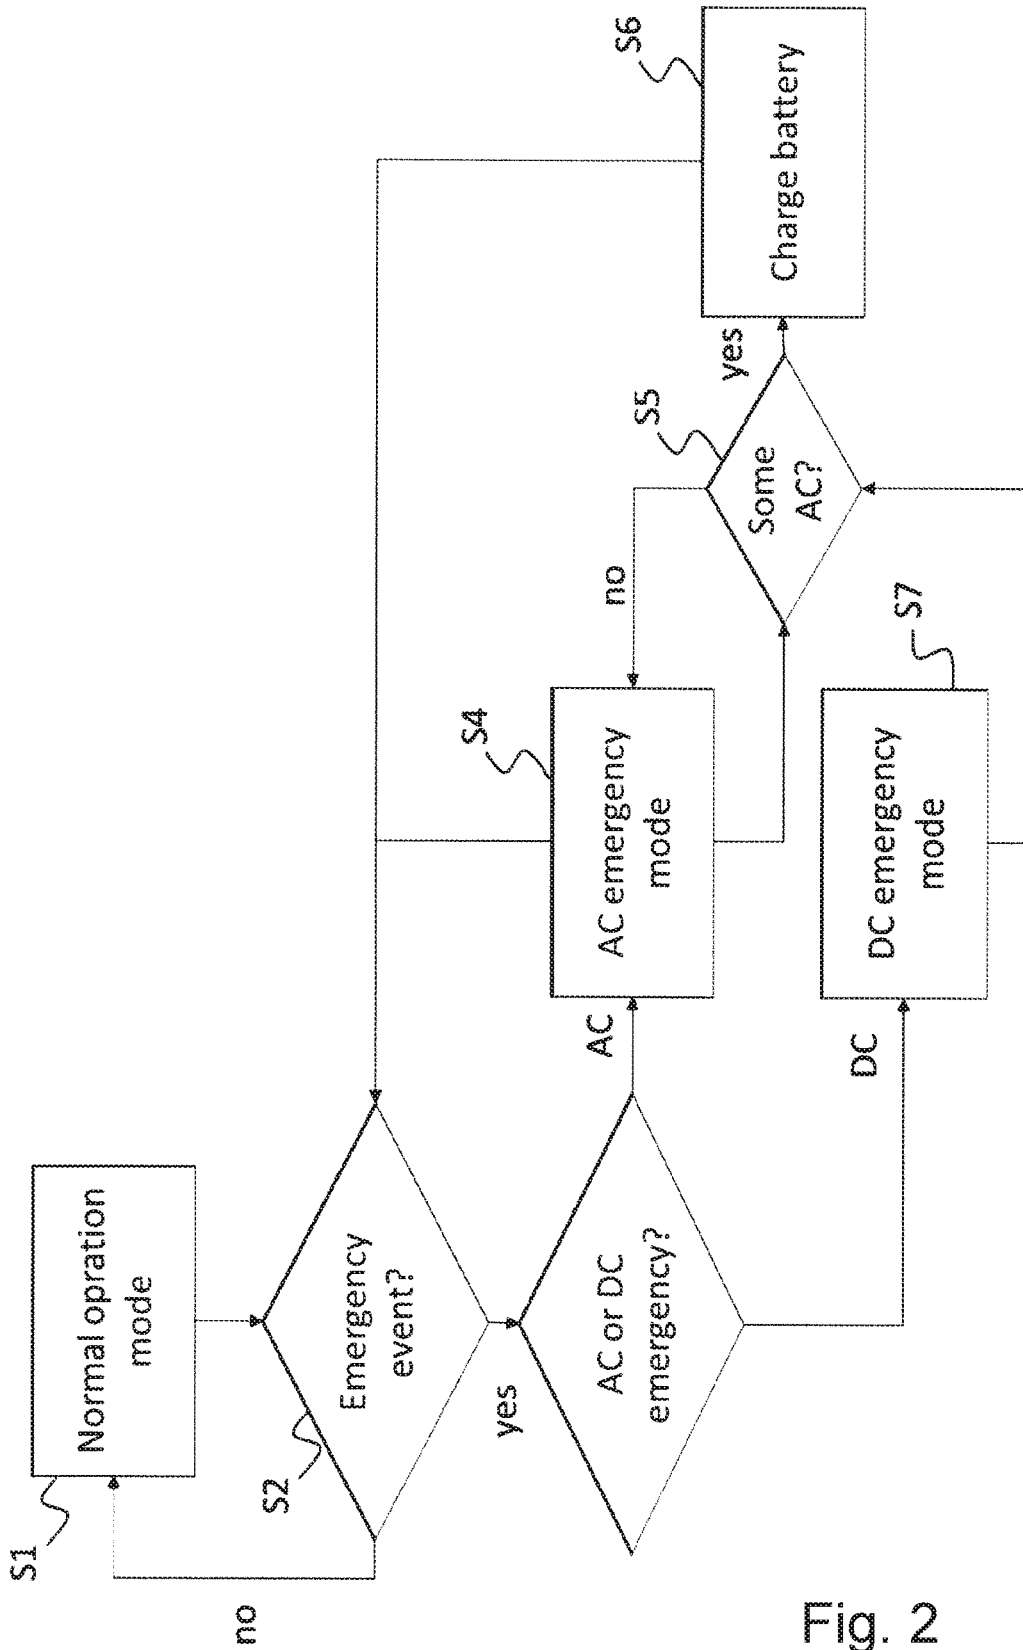 S1
Normal opration
mode
no
S2
Emergency
event?
yes
AC or DC
emergency?
AC
DC
S4
AC emergency
mode
S7
DC emergency
mode
no
S5
Some
AC?
yes
S6
Charge battery
Fig. 2